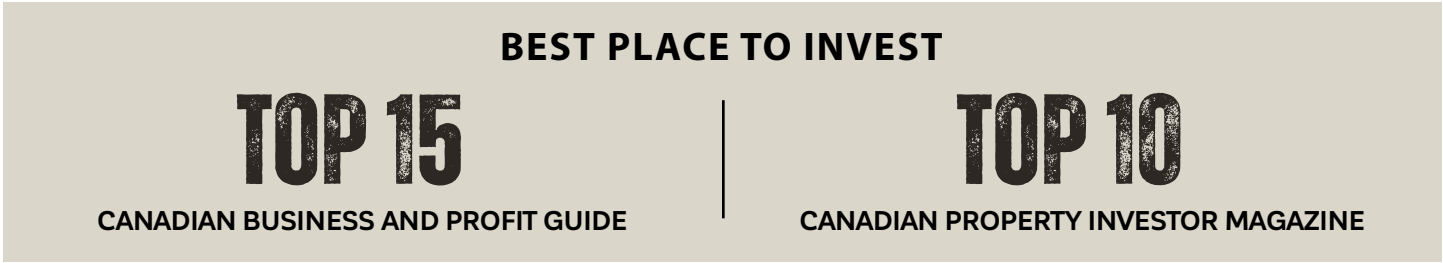 BEST PLACE TO INVEST
TOP 15
CANADIAN BUSINESS AND PROFIT GUIDE
TOP 10
CANADIAN PROPERTY INVESTOR MAGAZINE